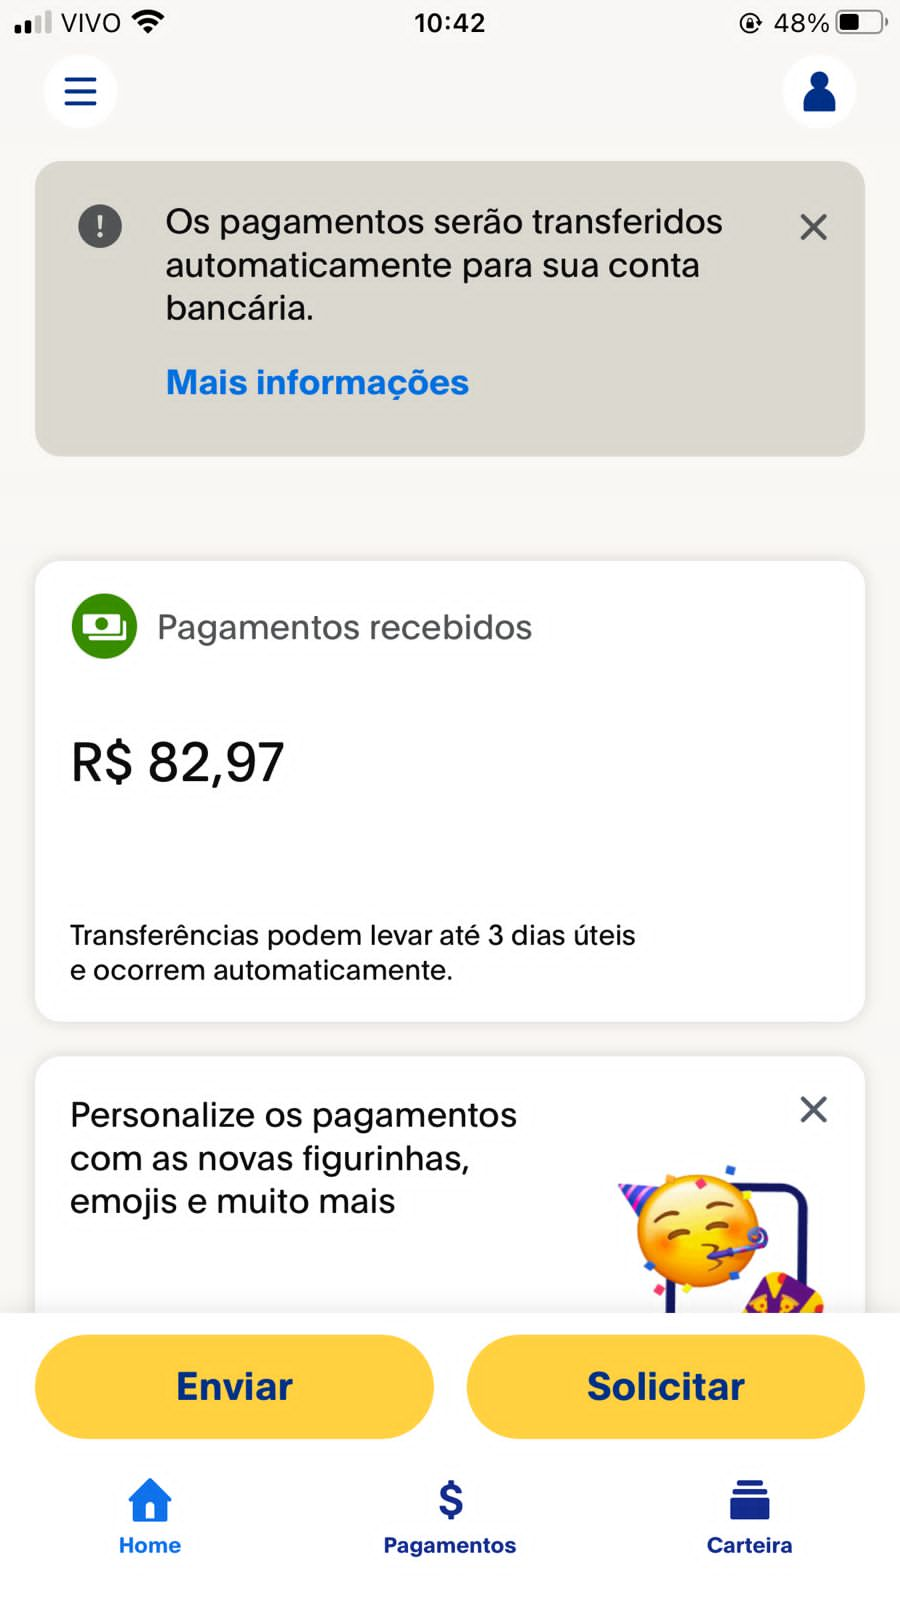 VIVO
10:42
48%
Os pagamentos serão transferidos
automaticamente para sua conta
bancária.
Mais informações
Pagamentos recebidos
R$ 82,97
Transferências podem levar até 3 dias úteis
e ocorrem automaticamente.
Personalize os pagamentos
com as novas figurinhas,
emojis e muito mais
Enviar
Solicitar
Home
Pagamentos
Carteira